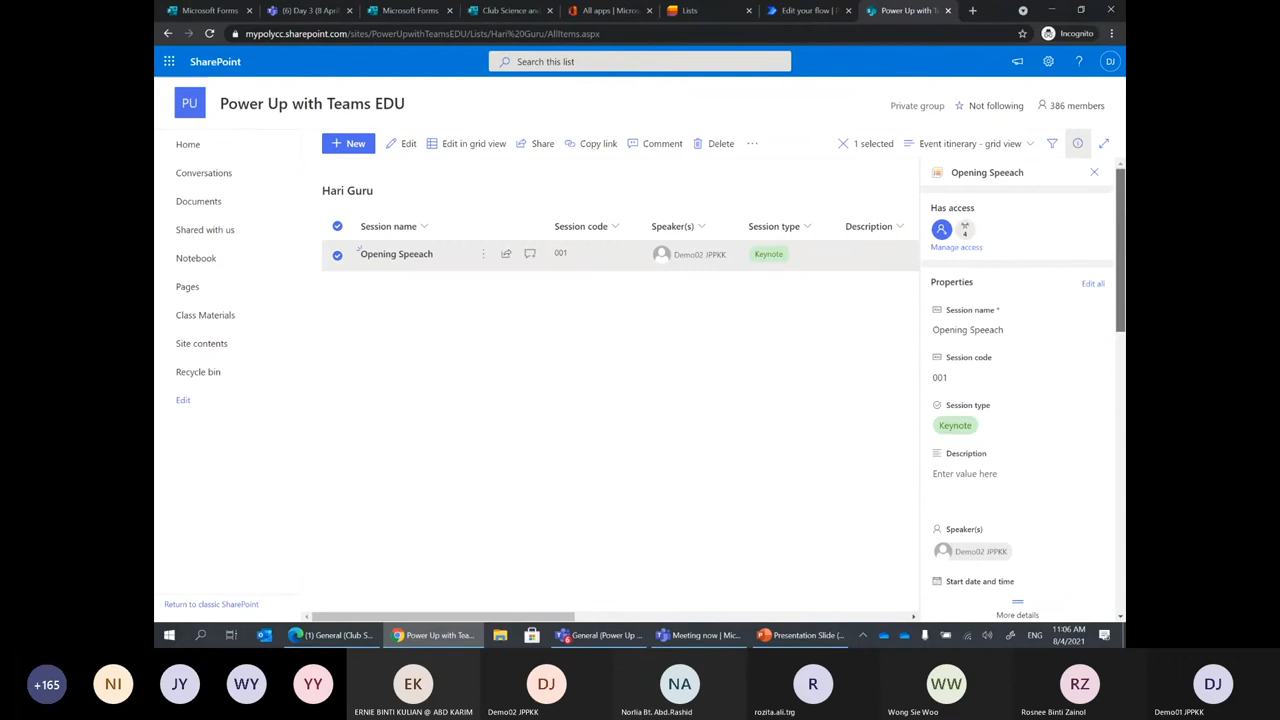 Microsoft Forms
(6) Day 3 (8 April
Microsoft Forms
Club Science and
All apps | Micros
Lists
Edit your flow | P
Power Up with T
mypolycc.sharepoint.com/sites/PowerUpwithTeamsEDU/Lists/Hari%20Guru/AllItems.aspx
Incognito
SharePoint
Search this list
DJ
PU
Power Up with Teams EDU
Private group
Not following
386 members
Home
Conversations
Documents
Shared with us
Notebook
Pages
Class Materials
Site contents
Recycle bin
Edit
Return to classic SharePoint
New
Edit
Edit in grid view
Share
Copy link
Comment
Delete
1 selected
Event itinerary - grid view
Hari Guru
Session name
Session code
Speaker(s)
Session type
Description
Opening Speeach
001
Demo02 JPPKK
Keynote
Opening Speeach
Has access
4
Manage access
Properties
Edit all
Session name *
Opening Speeach
Session code
001
Session type
Keynote
Description
Enter value here
Speaker(s)
Demo02 JPPKK
Start date and time
More details
(1) General (Club S...
Power Up with Tea...
General (Power Up ...
Meeting now | Mic...
Presentation Slide (...
ENG
11:06 AM
8/4/2021
+165
NI
JY
WY
YY
EK
ERNIE BINTI KULIAN @ ABD KARIM
DJ
Demo02 JPPKK
NA
Norlia Bt. Abd.Rashid
R
rozita.ali.trg
WW
Wong Sie Woo
RZ
Rosnee Binti Zainol
DJ
Demo01 JPPKK